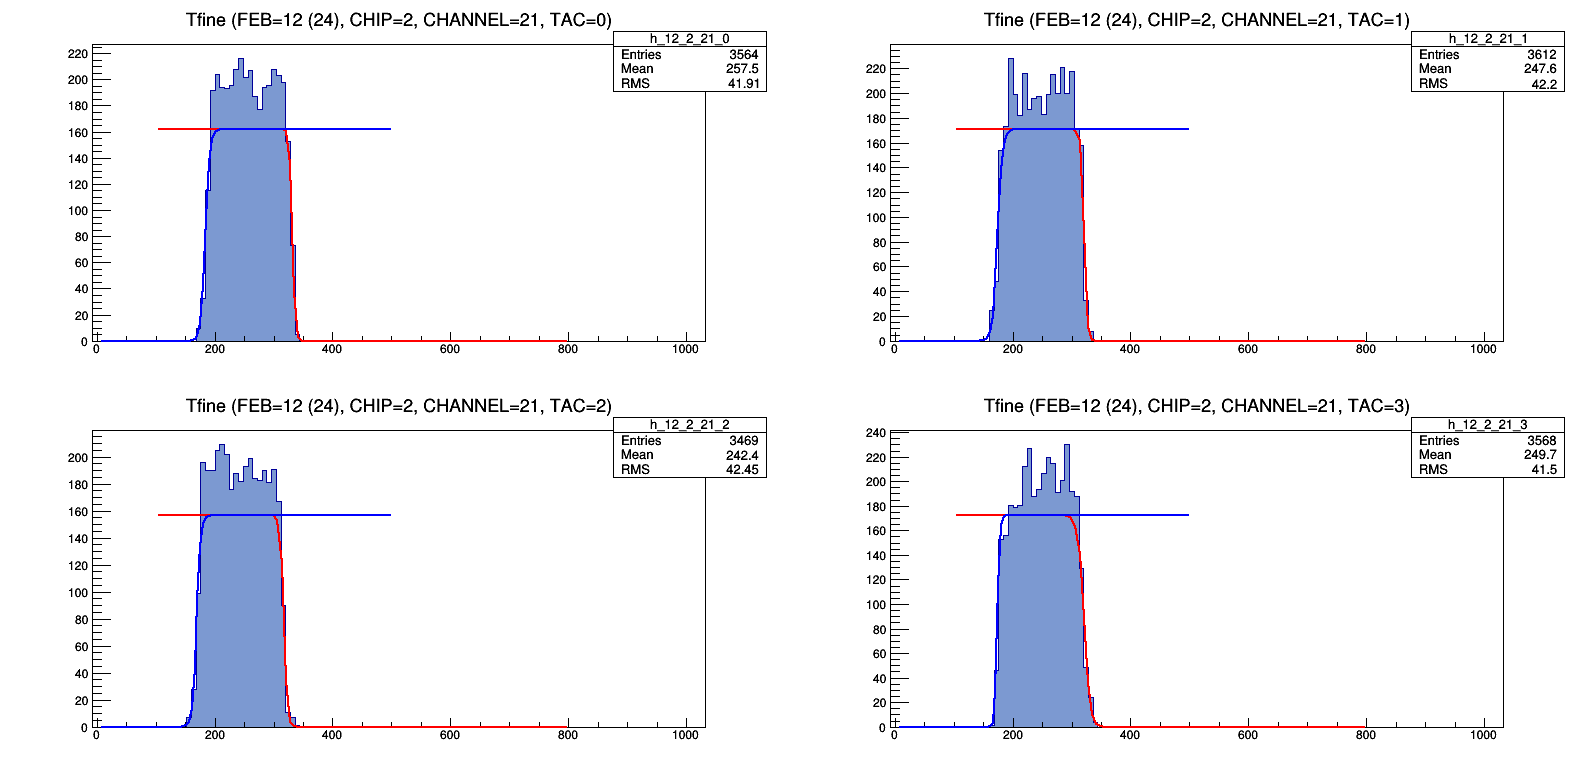 Tfine (FEB=12 (24), CHIP=2, CHANNEL=21, TAC=0)
h_12_2_21_0
Entries 3564
Mean 257.5
RMS 41.91
220
200
180
160
140
120
100
80
60
40
20
0
0 200 400 600 800 1000
Tfine (FEB=12 (24), CHIP=2, CHANNEL=21, TAC=1)
h_12_2_21_1
Entries 3612
Mean 247.6
RMS 42.2
220
200
180
160
140
120
100
80
60
40
20
0
0 200 400 600 800 1000
Tfine (FEB=12 (24), CHIP=2, CHANNEL=21, TAC=2)
h_12_2_21_2
Entries 3469
Mean 242.4
RMS 42.45
200
180
160
140
120
100
80
60
40
20
0
0 200 400 600 800 1000
Tfine (FEB=12 (24), CHIP=2, CHANNEL=21, TAC=3)
h_12_2_21_3
Entries 3568
Mean 249.7
RMS 41.5
240
220
200
180
160
140
120
100
80
60
40
20
0
0 200 400 600 800 1000